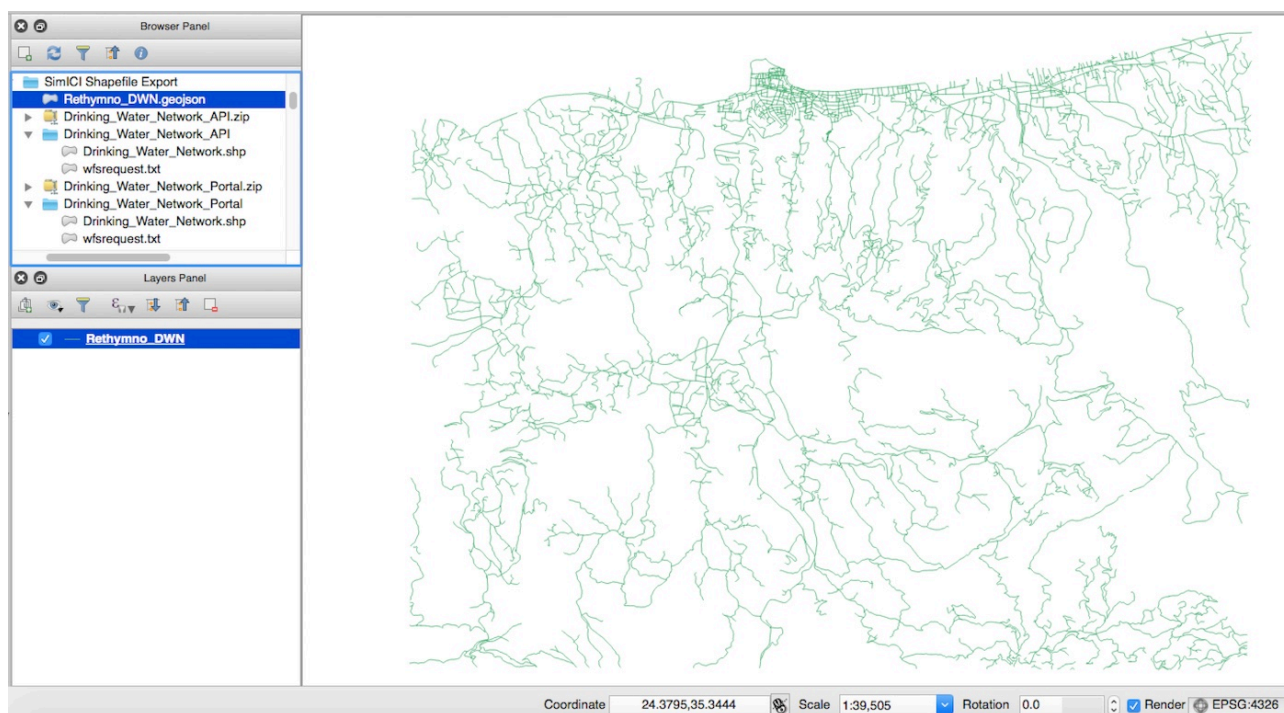 Browser Panel
SimICI Shapefile Export
Rethymno_DWN.geojson
Drinking_Water_Network_API.zip
Drinking_Water_Network_API
Drinking_Water_Network.shp
wfsrequest.txt
Drinking_Water_Network_Portal.zip
Drinking_Water_Network_Portal
Drinking_Water_Network.shp
wfsrequest.txt
Layers Panel
Rethymno_DWN
Coordinate 24.3795,35.3444 Scale 1:39,505 Rotation 0.0 Render EPSG:4326